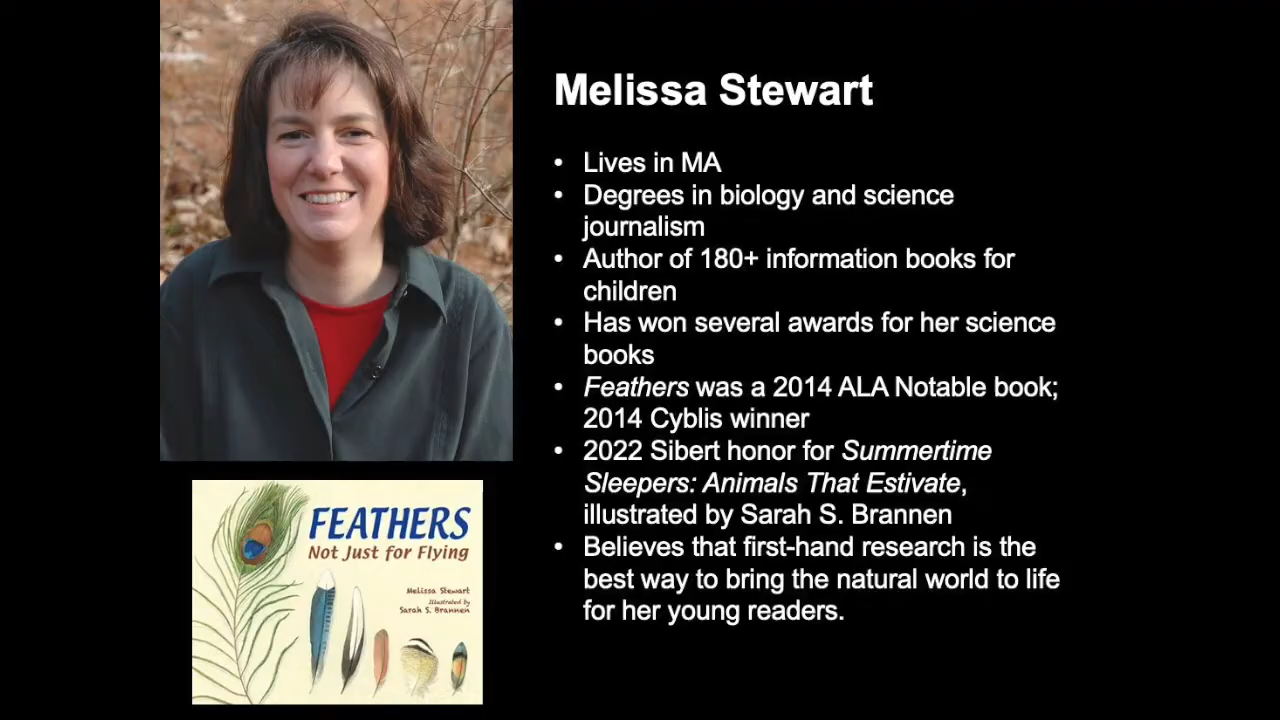 Melissa Stewart
• Lives in MA
• Degrees in biology and science
journalism
• Author of 180+ information books for
children
• Has won several awards for her science
books
• Feathers was a 2014 ALA Notable book;
2014 Cyblis winner
• 2022 Sibert honor for Summertime
Sleepers: Animals That Estivate,
illustrated by Sarah S. Brannen
• Believes that first-hand research is the
best way to bring the natural world to life
for her young readers.
FEATHERS
Not Just for Flying
Melissa Stewart
Illustrated by
Sarah S. Brannen